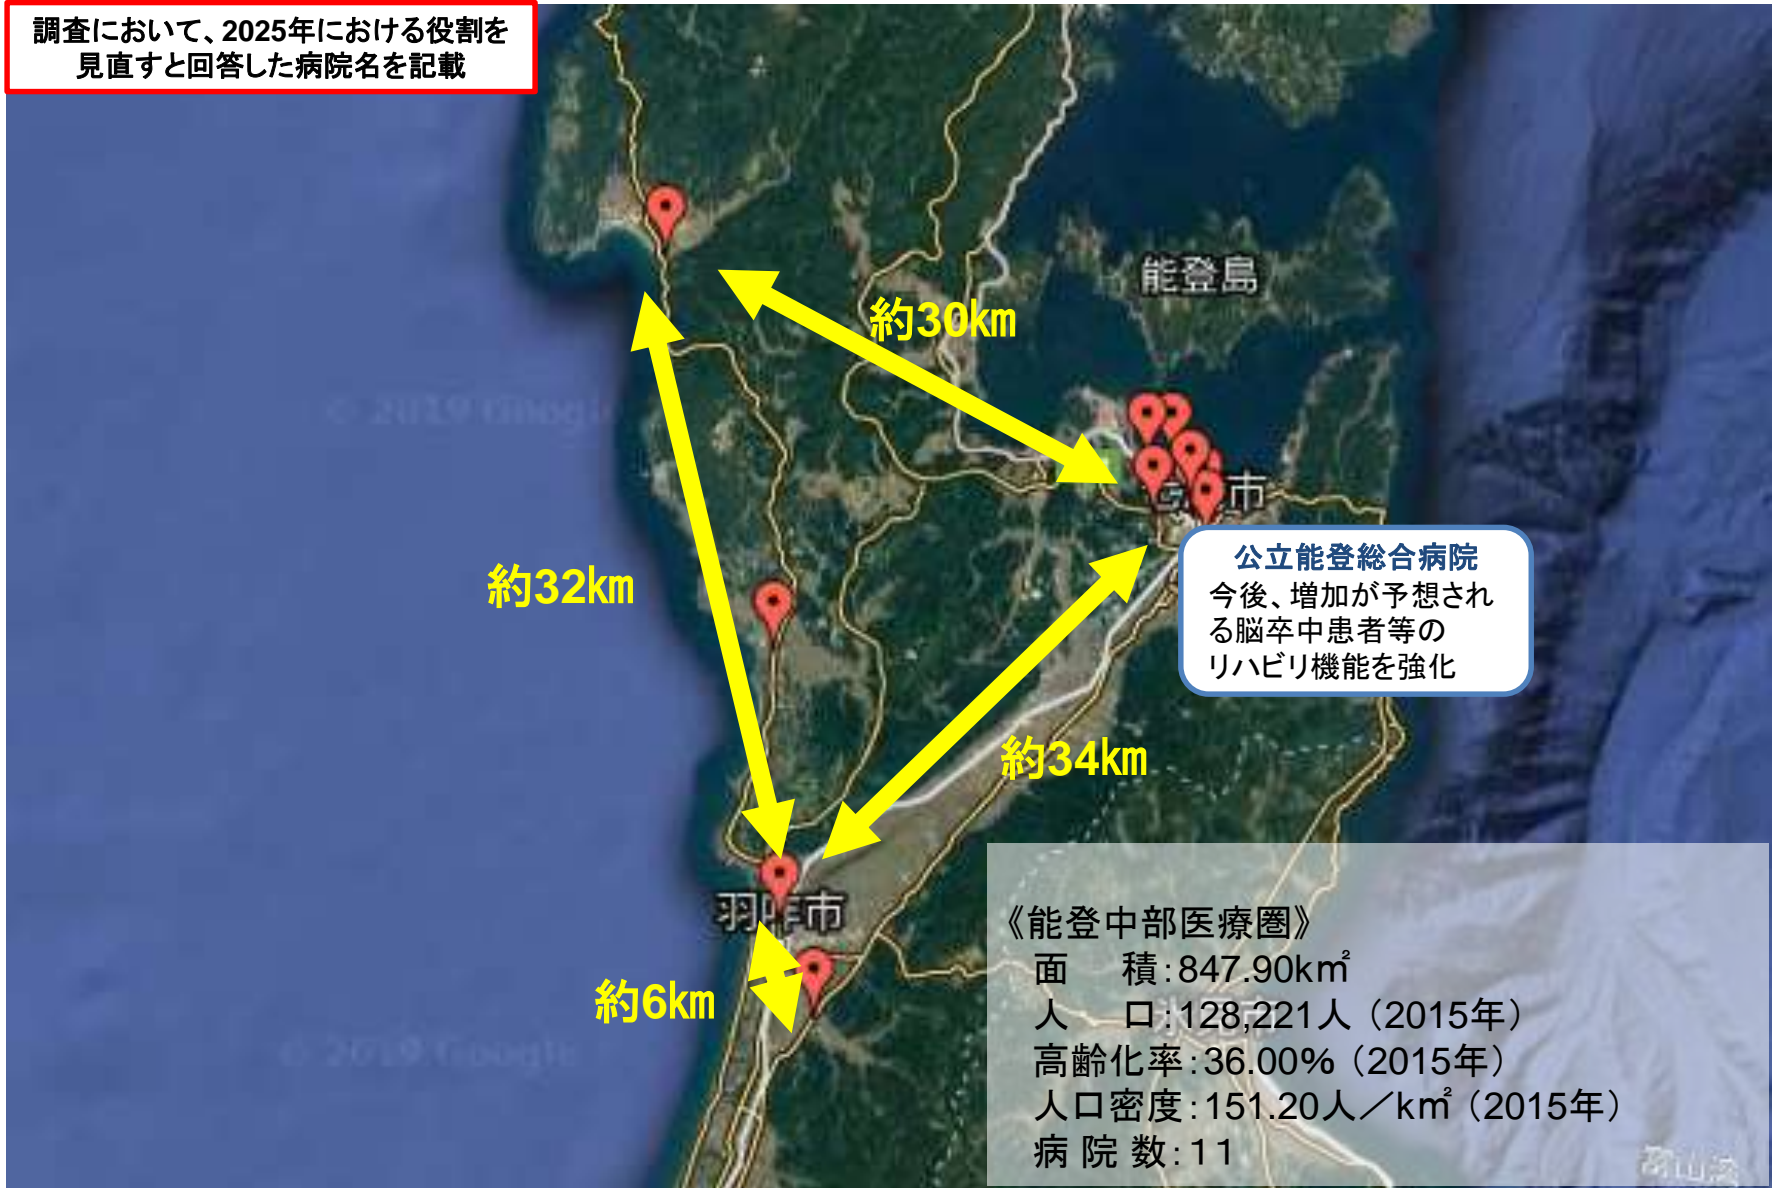 調査において、2025年における役割を
見直すと回答した病院名を記載
能登島
約30㎞
© 2019 Google
市
公立能登総合病院
今後、増加が予想され
る脳卒中患者等の
リハビリ機能を強化
約32㎞
約34㎞
羽咋市
約6㎞
© 2019 Google
《能登中部医療圏》
面　積：847.90k㎡
人　口：128,221人（2015年）
高齢化率：36.00%（2015年）
人口密度：151.20人／k㎡（2015年）
病 院 数：１１